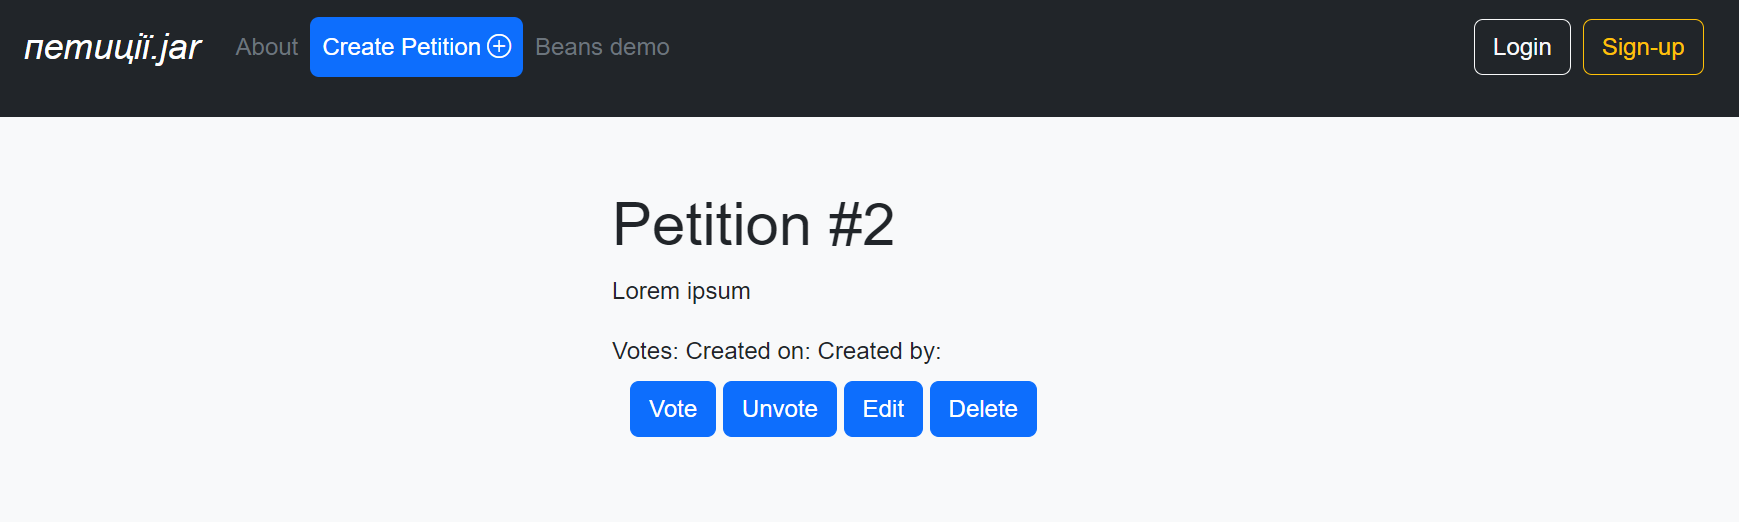 петиції.jar About Create Petition Beans demo Login Sign-up
Petition #2
Lorem ipsum
Votes: Created on: Created by:
Vote Unvote Edit Delete